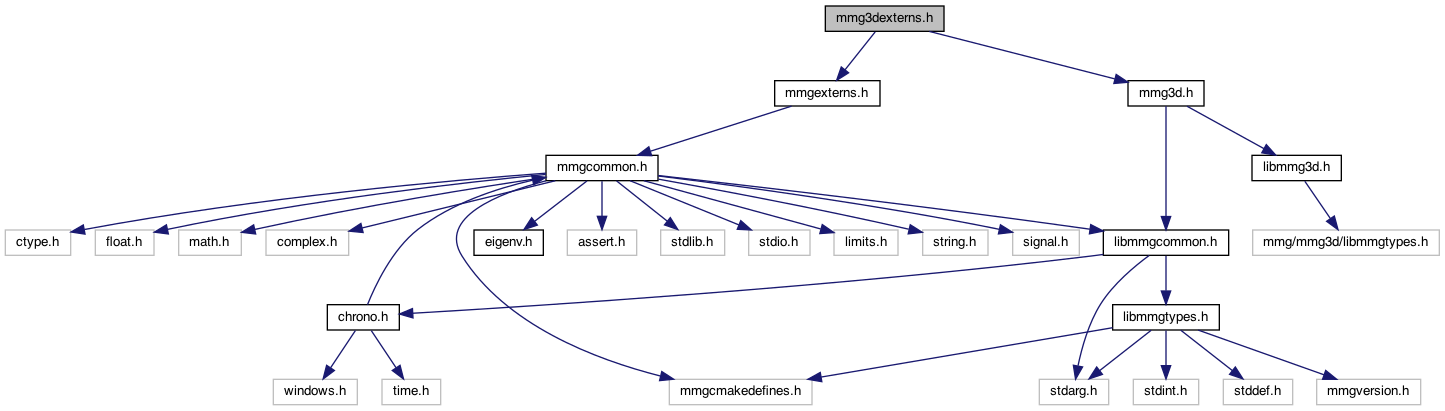 mmg3dexterns.h
mmgexterns.h
mmg3d.h
mmgcommon.h
libmmg3d.h
ctype.h
float.h
math.h
complex.h
eigenv.h
assert.h
stdlib.h
stdio.h
limits.h
string.h
signal.h
libmmgcommon.h
mmg/mmg3d/libmmgtypes.h
chrono.h
libmmgtypes.h
windows.h
time.h
mmgcmakedefines.h
stdarg.h
stdint.h
stddef.h
mmgversion.h